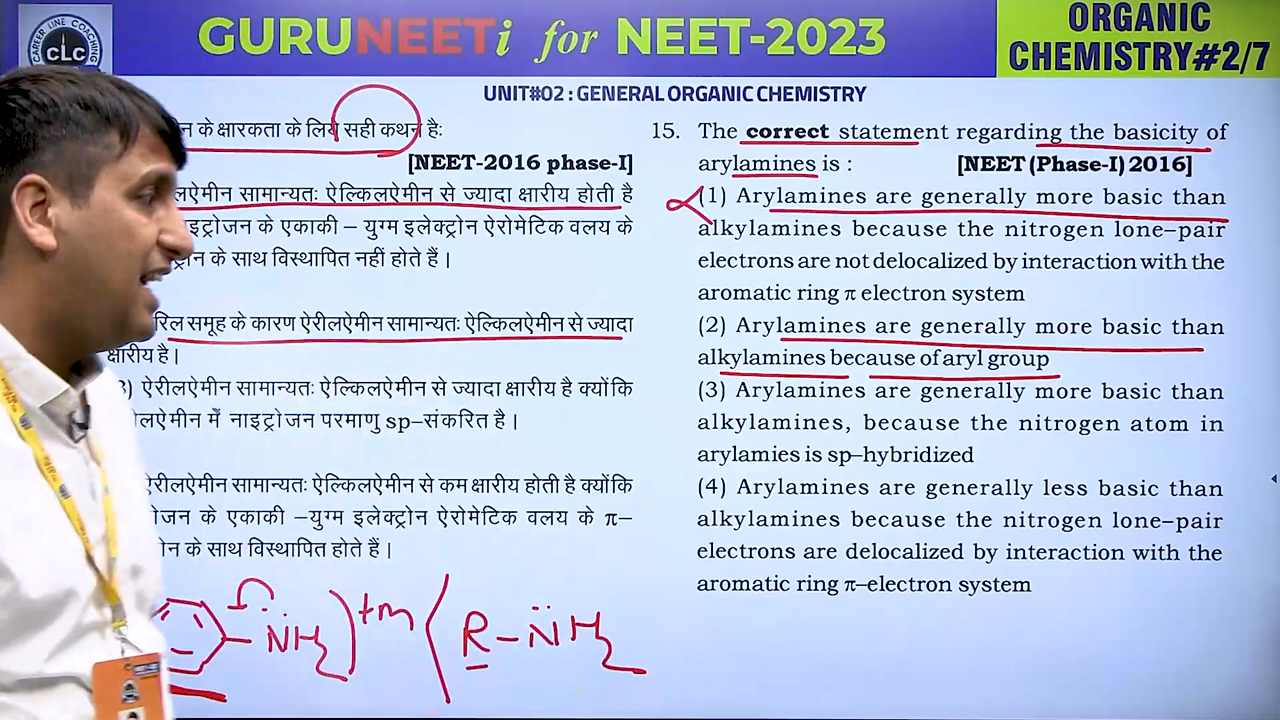 CAREER LINE COACHING
CLC
GURUNEETi for NEET-2023
ORGANIC
CHEMISTRY#2/7
UNIT#02 : GENERAL ORGANIC CHEMISTRY
न के क्षारकता के लिये सही कथन है:
[NEET-2016 phase-I]
लऐमीन सामान्यतः ऐल्किलऐमीन से ज्यादा क्षारीय होती है
इट्रोजन के एकाकी – युग्म इलेक्ट्रोन ऐरोमेटिक वलय के
न के साथ विस्थापित नहीं होते हैं।
रिल समूह के कारण ऐरीलऐमीन सामान्यतः ऐल्किलऐमीन से ज्यादा
क्षारीय है।
) ऐरीलऐमीन सामान्यतः ऐल्किलऐमीन से ज्यादा क्षारीय है क्योंकि
लऐमीन में नाइट्रोजन परमाणु sp–संकरित है।
ऐरीलऐमीन सामान्यतः ऐल्किलऐमीन से कम क्षारीय होती है क्योंकि
ोजन के एकाकी –युग्म इलेक्ट्रोन ऐरोमेटिक वलय के π–
ोन के साथ विस्थापित होते हैं।
N̈H₂ +m R–N̈H₂
15. The correct statement regarding the basicity of
arylamines is : [NEET (Phase-I) 2016]
(1) Arylamines are generally more basic than
alkylamines because the nitrogen lone–pair
electrons are not delocalized by interaction with the
aromatic ring π electron system
(2) Arylamines are generally more basic than
alkylamines because of aryl group
(3) Arylamines are generally more basic than
alkylamines, because the nitrogen atom in
arylamies is sp–hybridized
(4) Arylamines are generally less basic than
alkylamines because the nitrogen lone–pair
electrons are delocalized by interaction with the
aromatic ring π–electron system